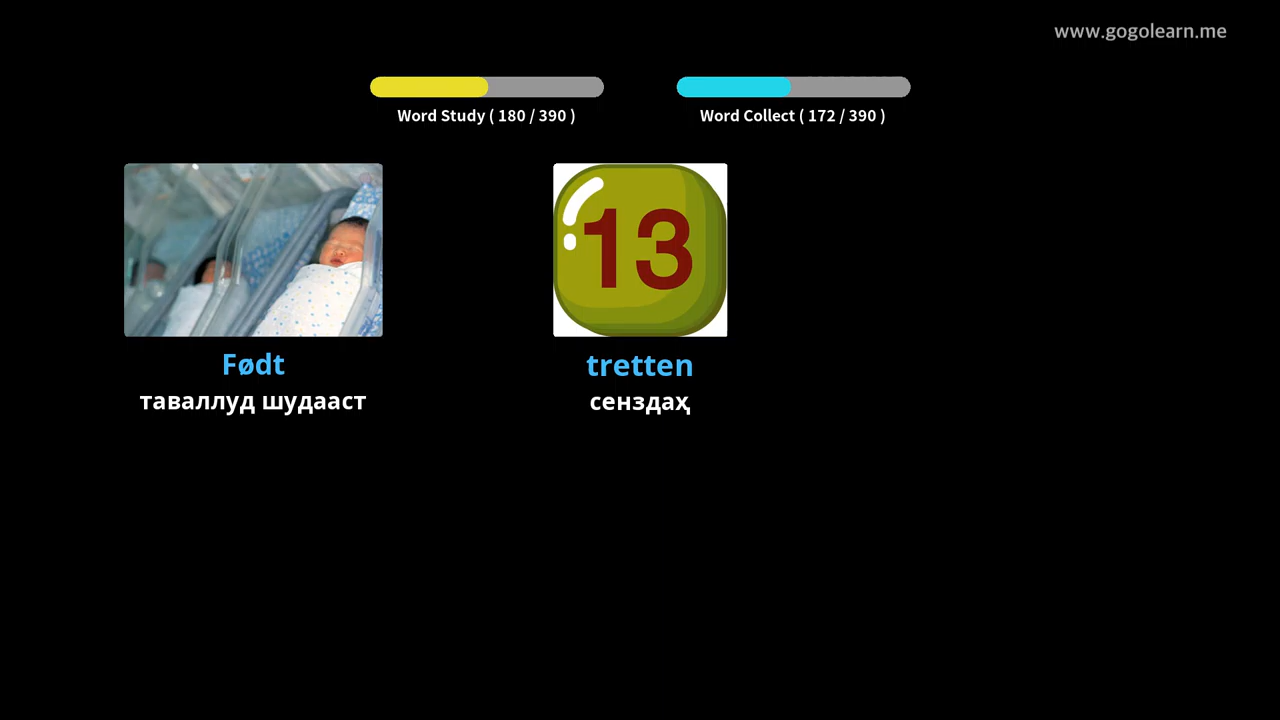 www.gogolearn.me
Word Study ( 180 / 390 )
Word Collect ( 172 / 390 )
13
Født
tretten
таваллуд шудааст
сенздаҳ